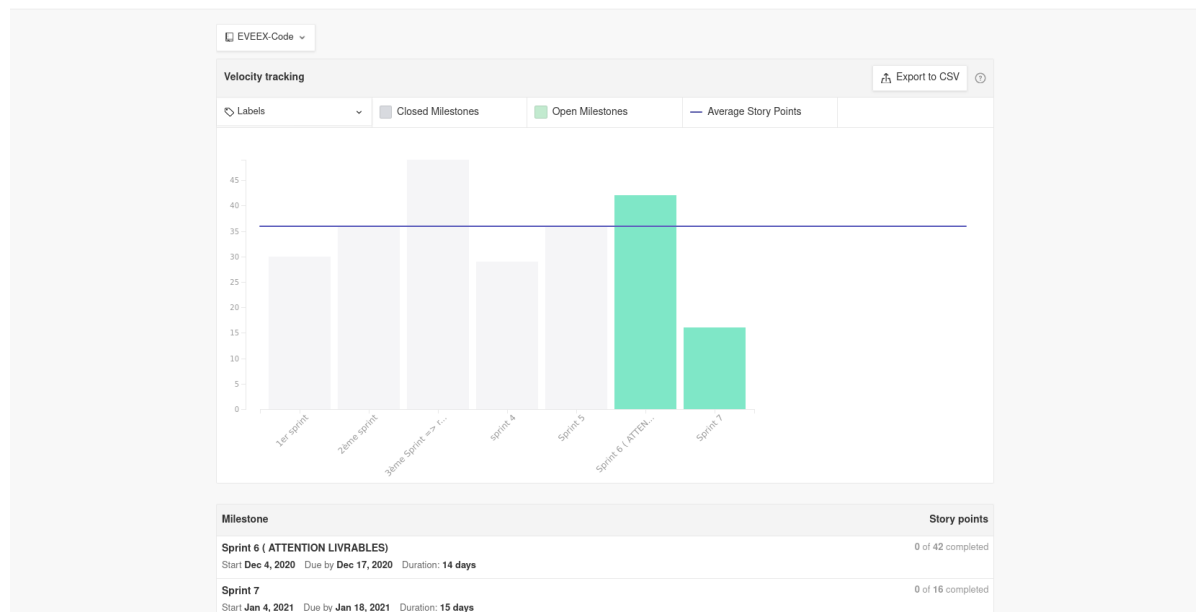 EVEEX-Code
Velocity tracking
Export to CSV
Labels
Closed Milestones
Open Milestones
Average Story Points
45
40
35
30
25
20
15
10
5
0
1er sprint
2ème sprint
3ème Sprint => r...
sprint 4
Sprint 5
Sprint 6 ( ATTEN...
Sprint 7
Milestone Story points
Sprint 6 ( ATTENTION LIVRABLES) 0 of 42 completed
Start Dec 4, 2020 Due by Dec 17, 2020 Duration: 14 days
Sprint 7 0 of 16 completed
Start Jan 4, 2021 Due by Jan 18, 2021 Duration: 15 days